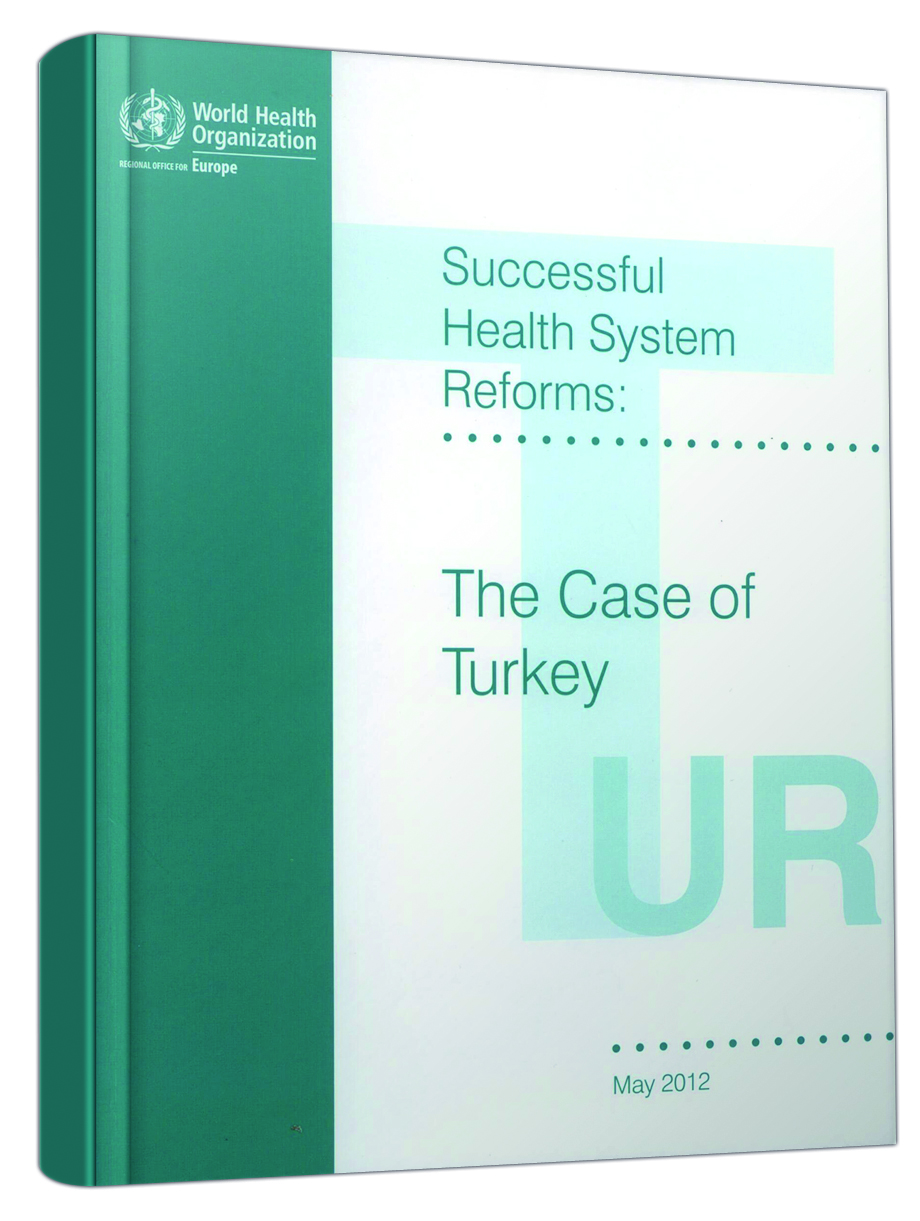 World Health
Organization
REGIONAL OFFICE FOR Europe
Successful
Health System
Reforms:
The Case of
Turkey
T
UR
May 2012